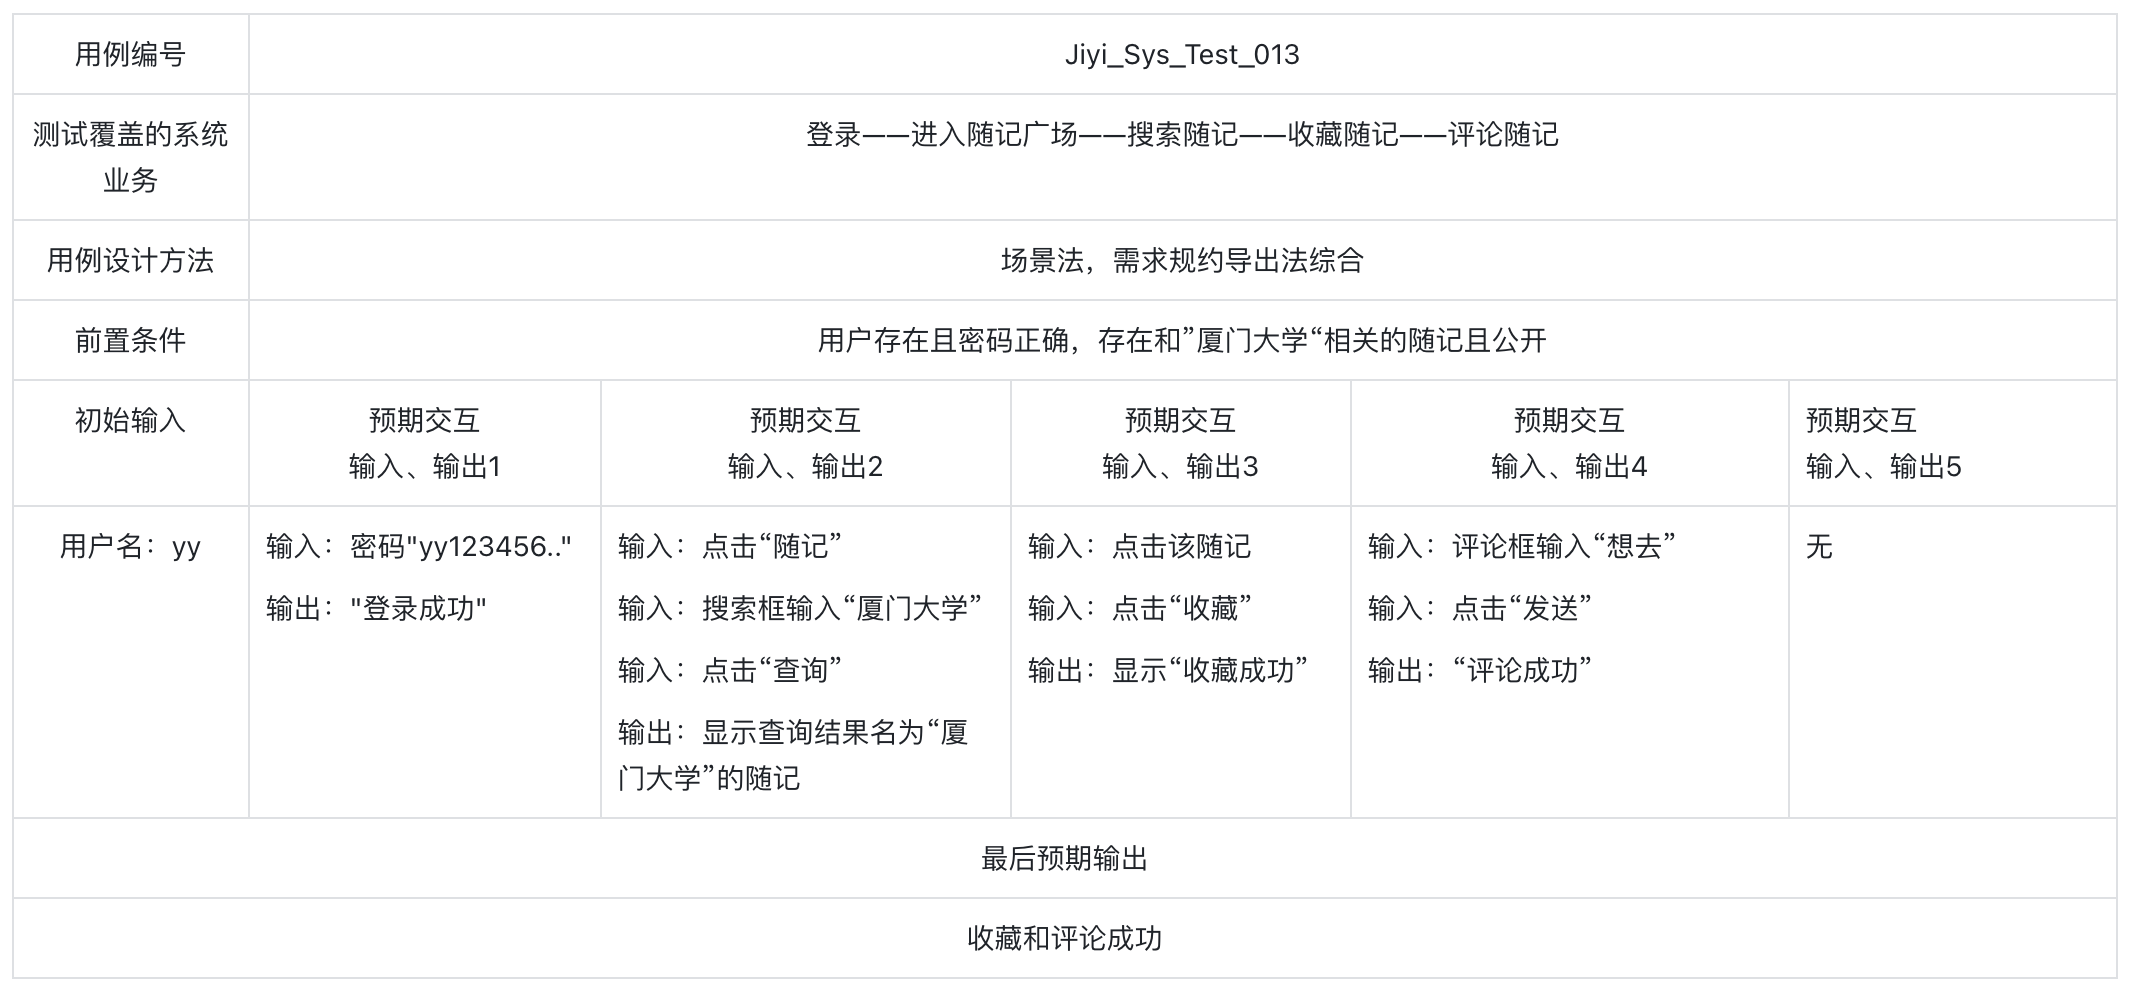 用例编号
Jiyi_Sys_Test_013
测试覆盖的系统
业务
登录——进入随记广场——搜索随记——收藏随记——评论随记
用例设计方法
场景法，需求规约导出法综合
前置条件
用户存在且密码正确，存在和”厦门大学“相关的随记且公开
初始输入
预期交互
输入、输出1
预期交互
输入、输出2
预期交互
输入、输出3
预期交互
输入、输出4
预期交互
输入、输出5
用户名：yy
输入：密码"yy123456.."
输出："登录成功"
输入：点击“随记”
输入：搜索框输入“厦门大学”
输入：点击“查询”
输出：显示查询结果名为“厦
门大学”的随记
输入：点击该随记
输入：点击“收藏”
输出：显示“收藏成功”
输入：评论框输入“想去”
输入：点击“发送”
输出：“评论成功”
无
最后预期输出
收藏和评论成功